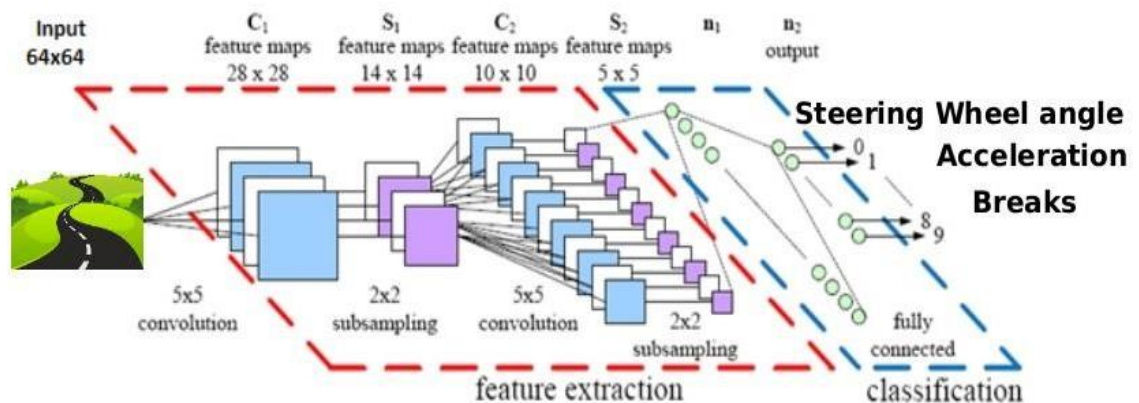 Input
64x64
C₁
feature maps
28 x 28
S₁
feature maps
14 x 14
C₂
feature maps
10 x 10
S₂
feature maps
5 x 5
n₁
n₂
output
Steering Wheel angle
Acceleration
Breaks
0
1
8
9
5x5
convolution
2x2
subsampling
5x5
convolution
2x2
subsampling
fully
connected
feature extraction
classification